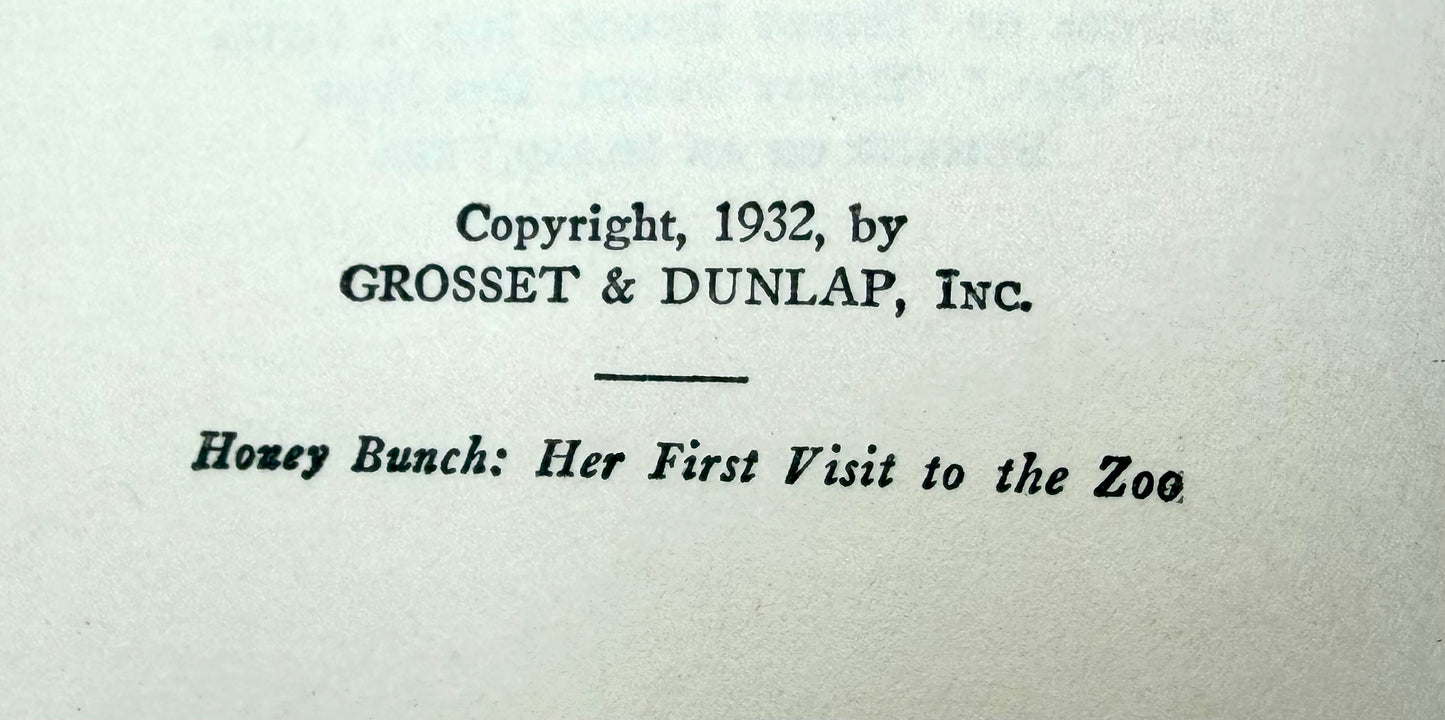 Copyright, 1932, by
GROSSET & DUNLAP, INC.
Honey Bunch: Her First Visit to the Zoo